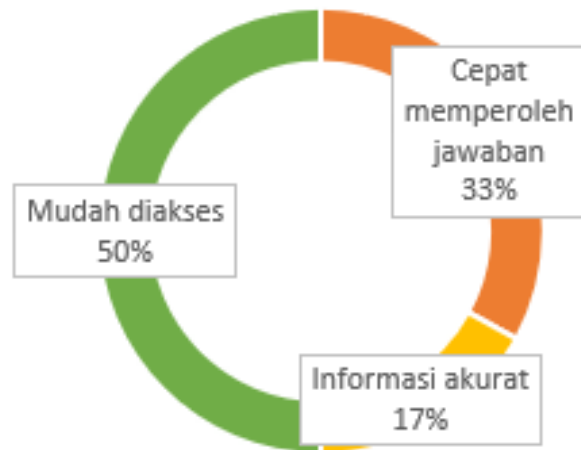 Cepat
memperoleh
jawaban
33%
Mudah diakses
50%
Informasi akurat
17%